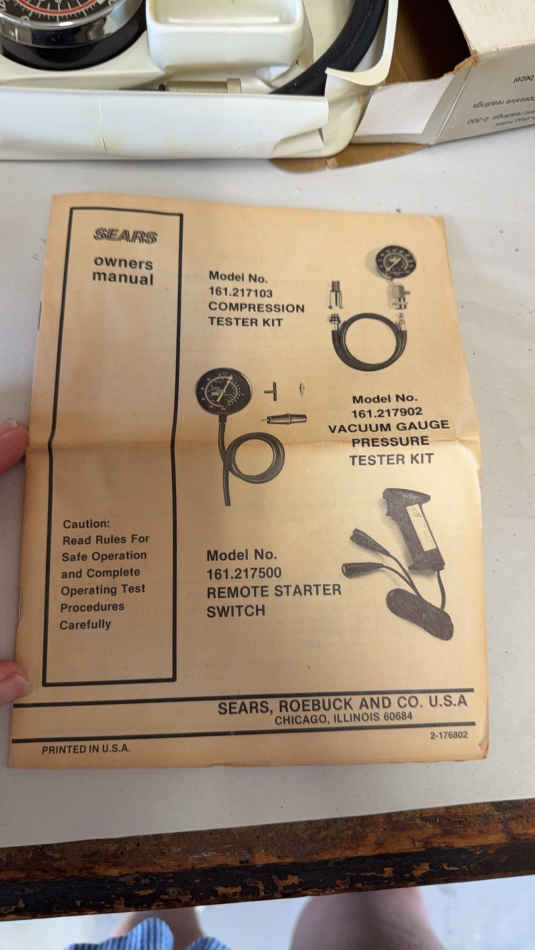 SEARS
owners
manual
Model No.
161.217103
COMPRESSION
TESTER KIT
Model No.
161.217902
VACUUM GAUGE
PRESSURE
TESTER KIT
Caution:
Read Rules For
Safe Operation
and Complete
Operating Test
Procedures
Carefully
Model No.
161.217500
REMOTE STARTER
SWITCH
SEARS, ROEBUCK AND CO. U.S.A
CHICAGO, ILLINOIS 60684
PRINTED IN U.S.A.
2-176802